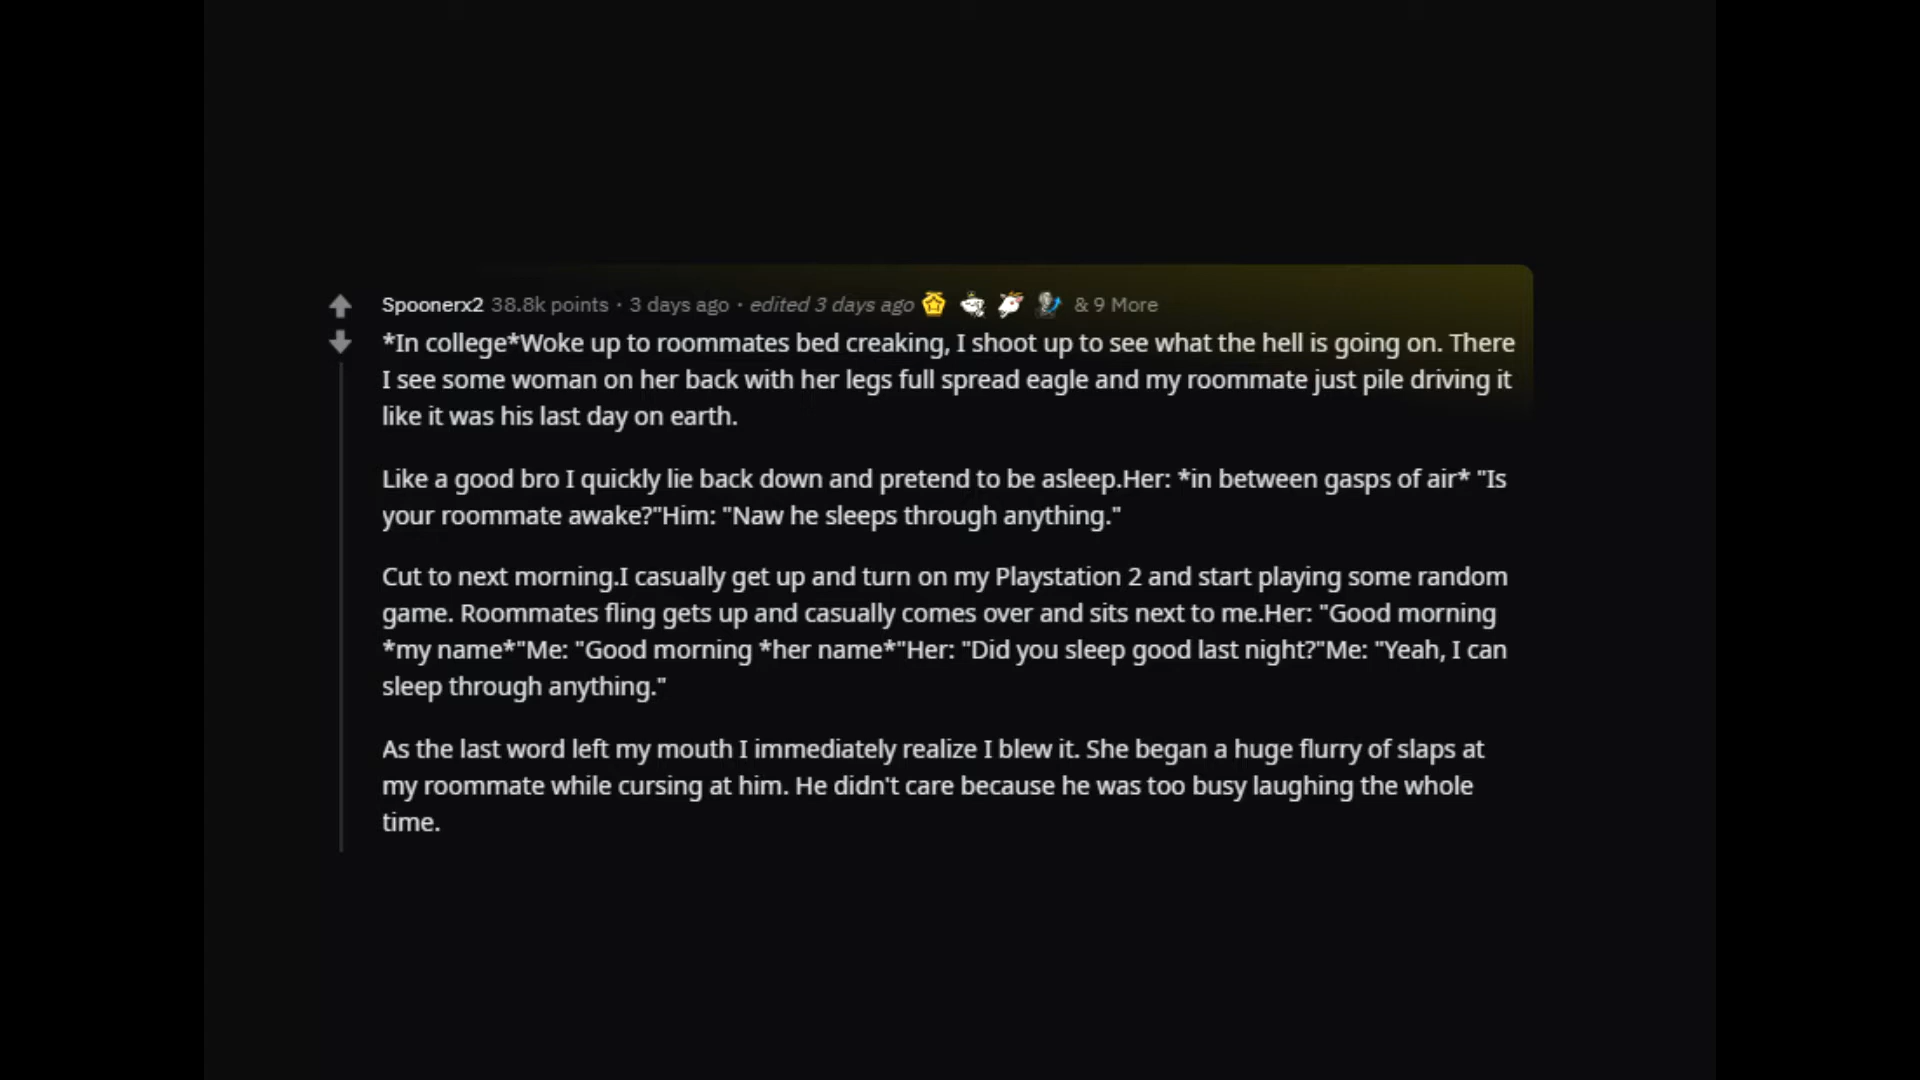 Spoonerx2 38.8k points · 3 days ago · edited 3 days ago & 9 More
*In college*Woke up to roommates bed creaking, I shoot up to see what the hell is going on. There
I see some woman on her back with her legs full spread eagle and my roommate just pile driving it
like it was his last day on earth.
Like a good bro I quickly lie back down and pretend to be asleep.Her: *in between gasps of air* "Is
your roommate awake?"Him: "Naw he sleeps through anything."
Cut to next morning.I casually get up and turn on my Playstation 2 and start playing some random
game. Roommates fling gets up and casually comes over and sits next to me.Her: "Good morning
*my name*"Me: "Good morning *her name*"Her: "Did you sleep good last night?"Me: "Yeah, I can
sleep through anything."
As the last word left my mouth I immediately realize I blew it. She began a huge flurry of slaps at
my roommate while cursing at him. He didn't care because he was too busy laughing the whole
time.